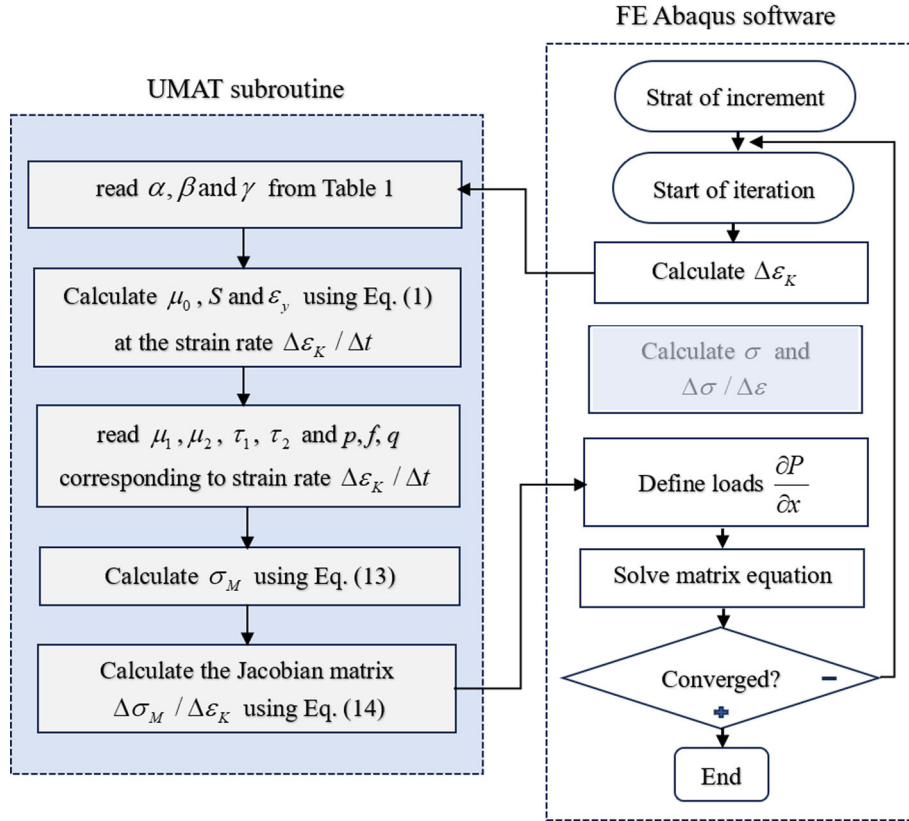 FE Abaqus software
UMAT subroutine
Strat of increment
Start of iteration
Calculate Δε_K
read α, β and γ from Table 1
Calculate μ_0 , S and ε_y using Eq. (1)
at the strain rate Δε_K / Δt
read μ_1 , μ_2 , τ_1 , τ_2 and p, f, q
corresponding to strain rate Δε_K / Δt
Calculate σ_M using Eq. (13)
Calculate the Jacobian matrix
Δσ_M / Δε_K using Eq. (14)
Calculate σ and
Δσ / Δε
Define loads ∂P/∂x
Solve matrix equation
Converged? −
+
End